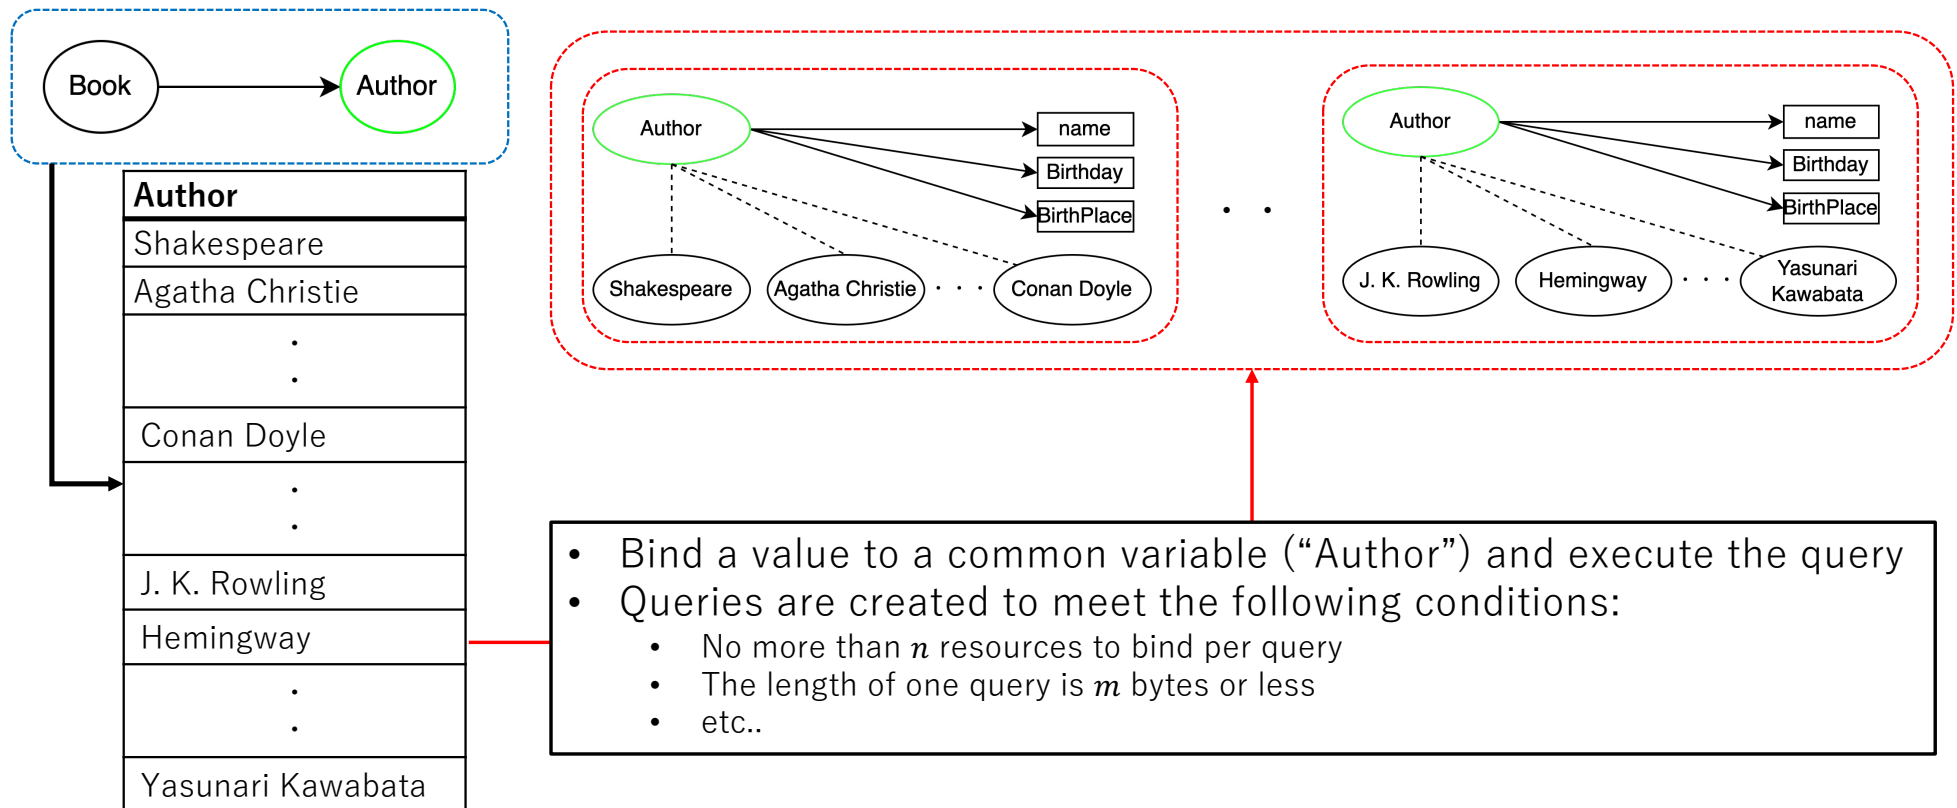 Book
Author
Author
Shakespeare
Agatha Christie
.
.
Conan Doyle
.
.
J. K. Rowling
Hemingway
.
.
Yasunari Kawabata
Author
name
Birthday
BirthPlace
Shakespeare
Agatha Christie
· · ·
Conan Doyle
· ·
Author
name
Birthday
BirthPlace
J. K. Rowling
Hemingway
· · ·
Yasunari
Kawabata
• Bind a value to a common variable (“Author”) and execute the query
• Queries are created to meet the following conditions:
• No more than n resources to bind per query
• The length of one query is m bytes or less
• etc..